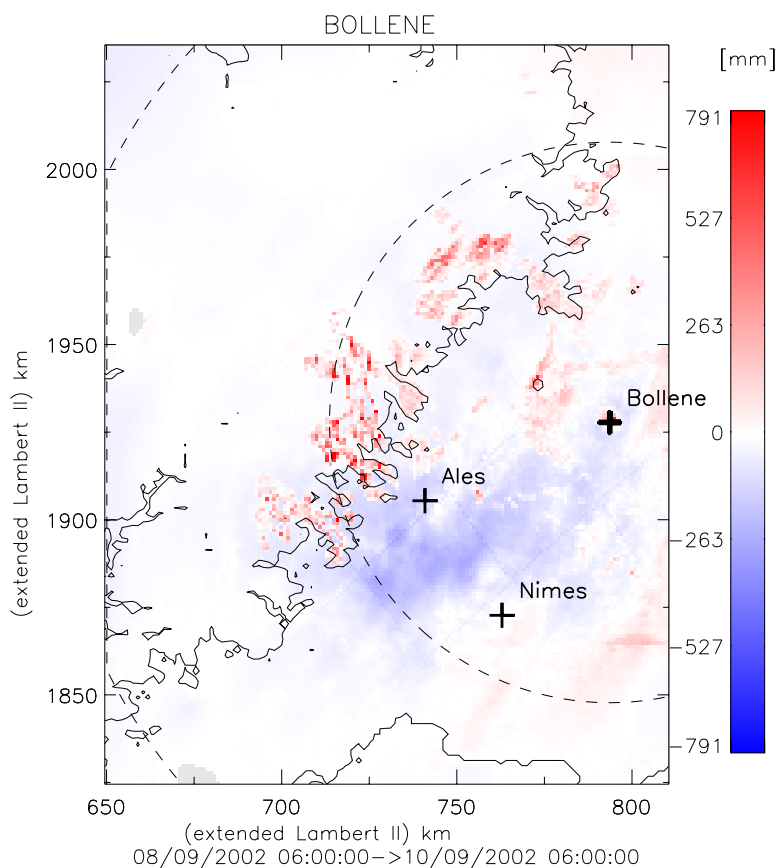 BOLLENE
[mm]
791
527
263
0
-263
-527
-791
2000
1950
1900
1850
(extended Lambert II) km
Bollene
Ales
Nimes
650
700
750
800
(extended Lambert II) km
08/09/2002 06:00:00->10/09/2002 06:00:00